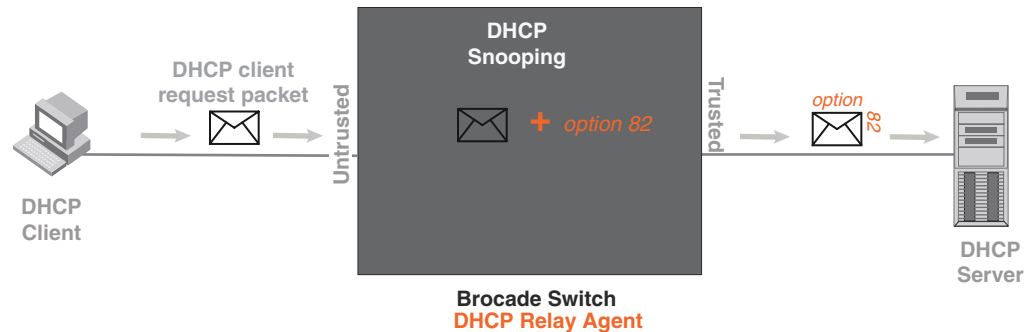 DHCP
Snooping
DHCP client
request packet
Untrusted
+ option 82
Trusted
option
82
DHCP
Client
DHCP
Server
Brocade Switch
DHCP Relay Agent